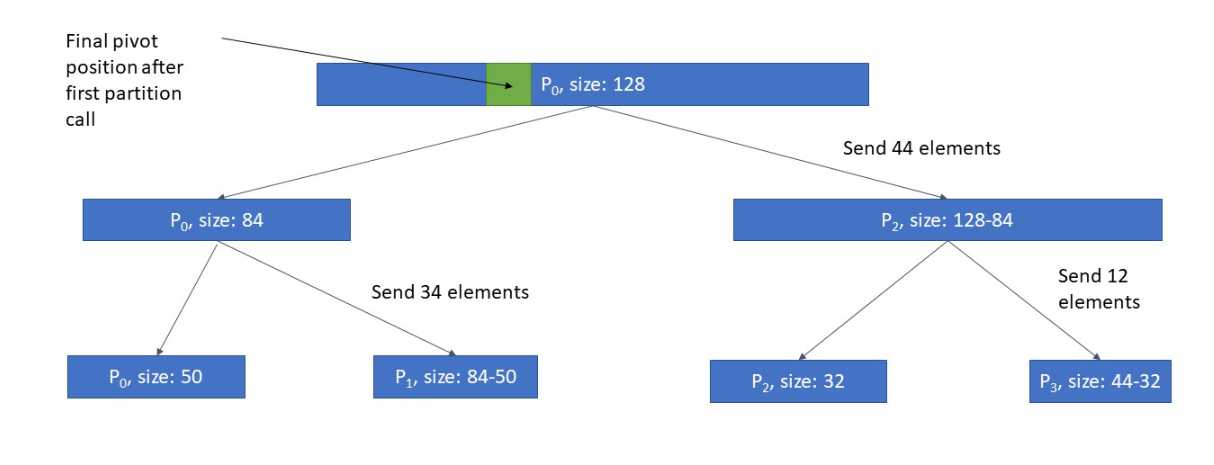 Final pivot
position after
first partition
call
P₀, size: 128
Send 44 elements
P₀, size: 84
P₂, size: 128-84
Send 34 elements
Send 12
elements
P₀, size: 50
P₁, size: 84-50
P₂, size: 32
P₃, size: 44-32